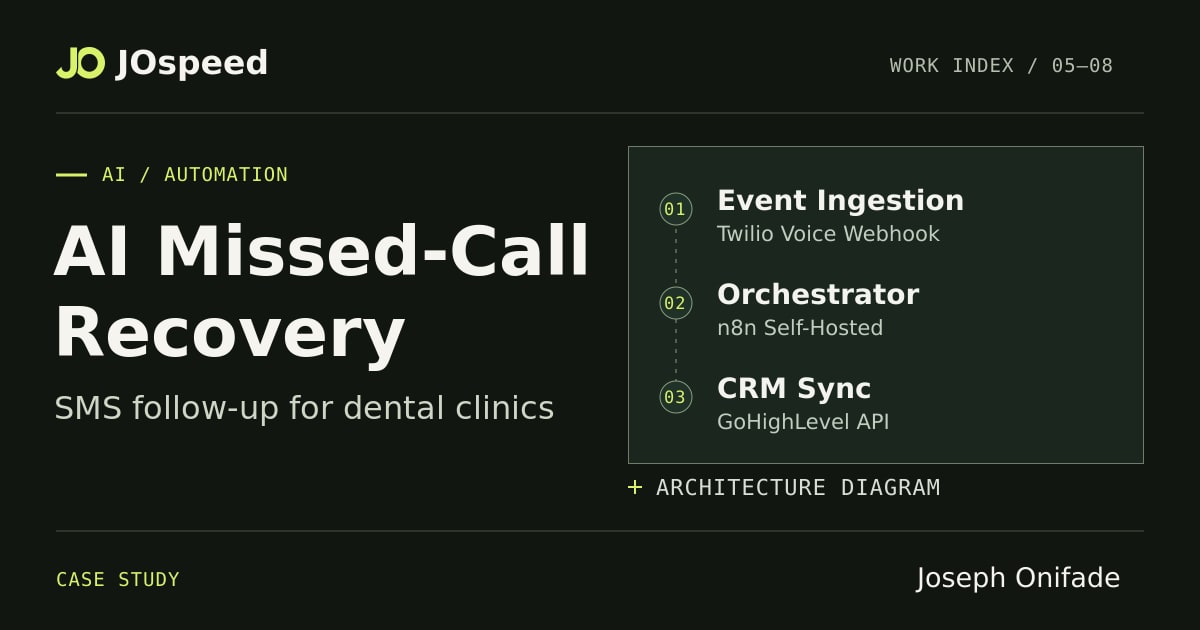 JO JOspeed
WORK INDEX / 05—08
AI / AUTOMATION
AI Missed-Call
Recovery
SMS follow-up for dental clinics
01
Event Ingestion
Twilio Voice Webhook
02
Orchestrator
n8n Self-Hosted
03
CRM Sync
GoHighLevel API
+ ARCHITECTURE DIAGRAM
CASE STUDY
Joseph Onifade